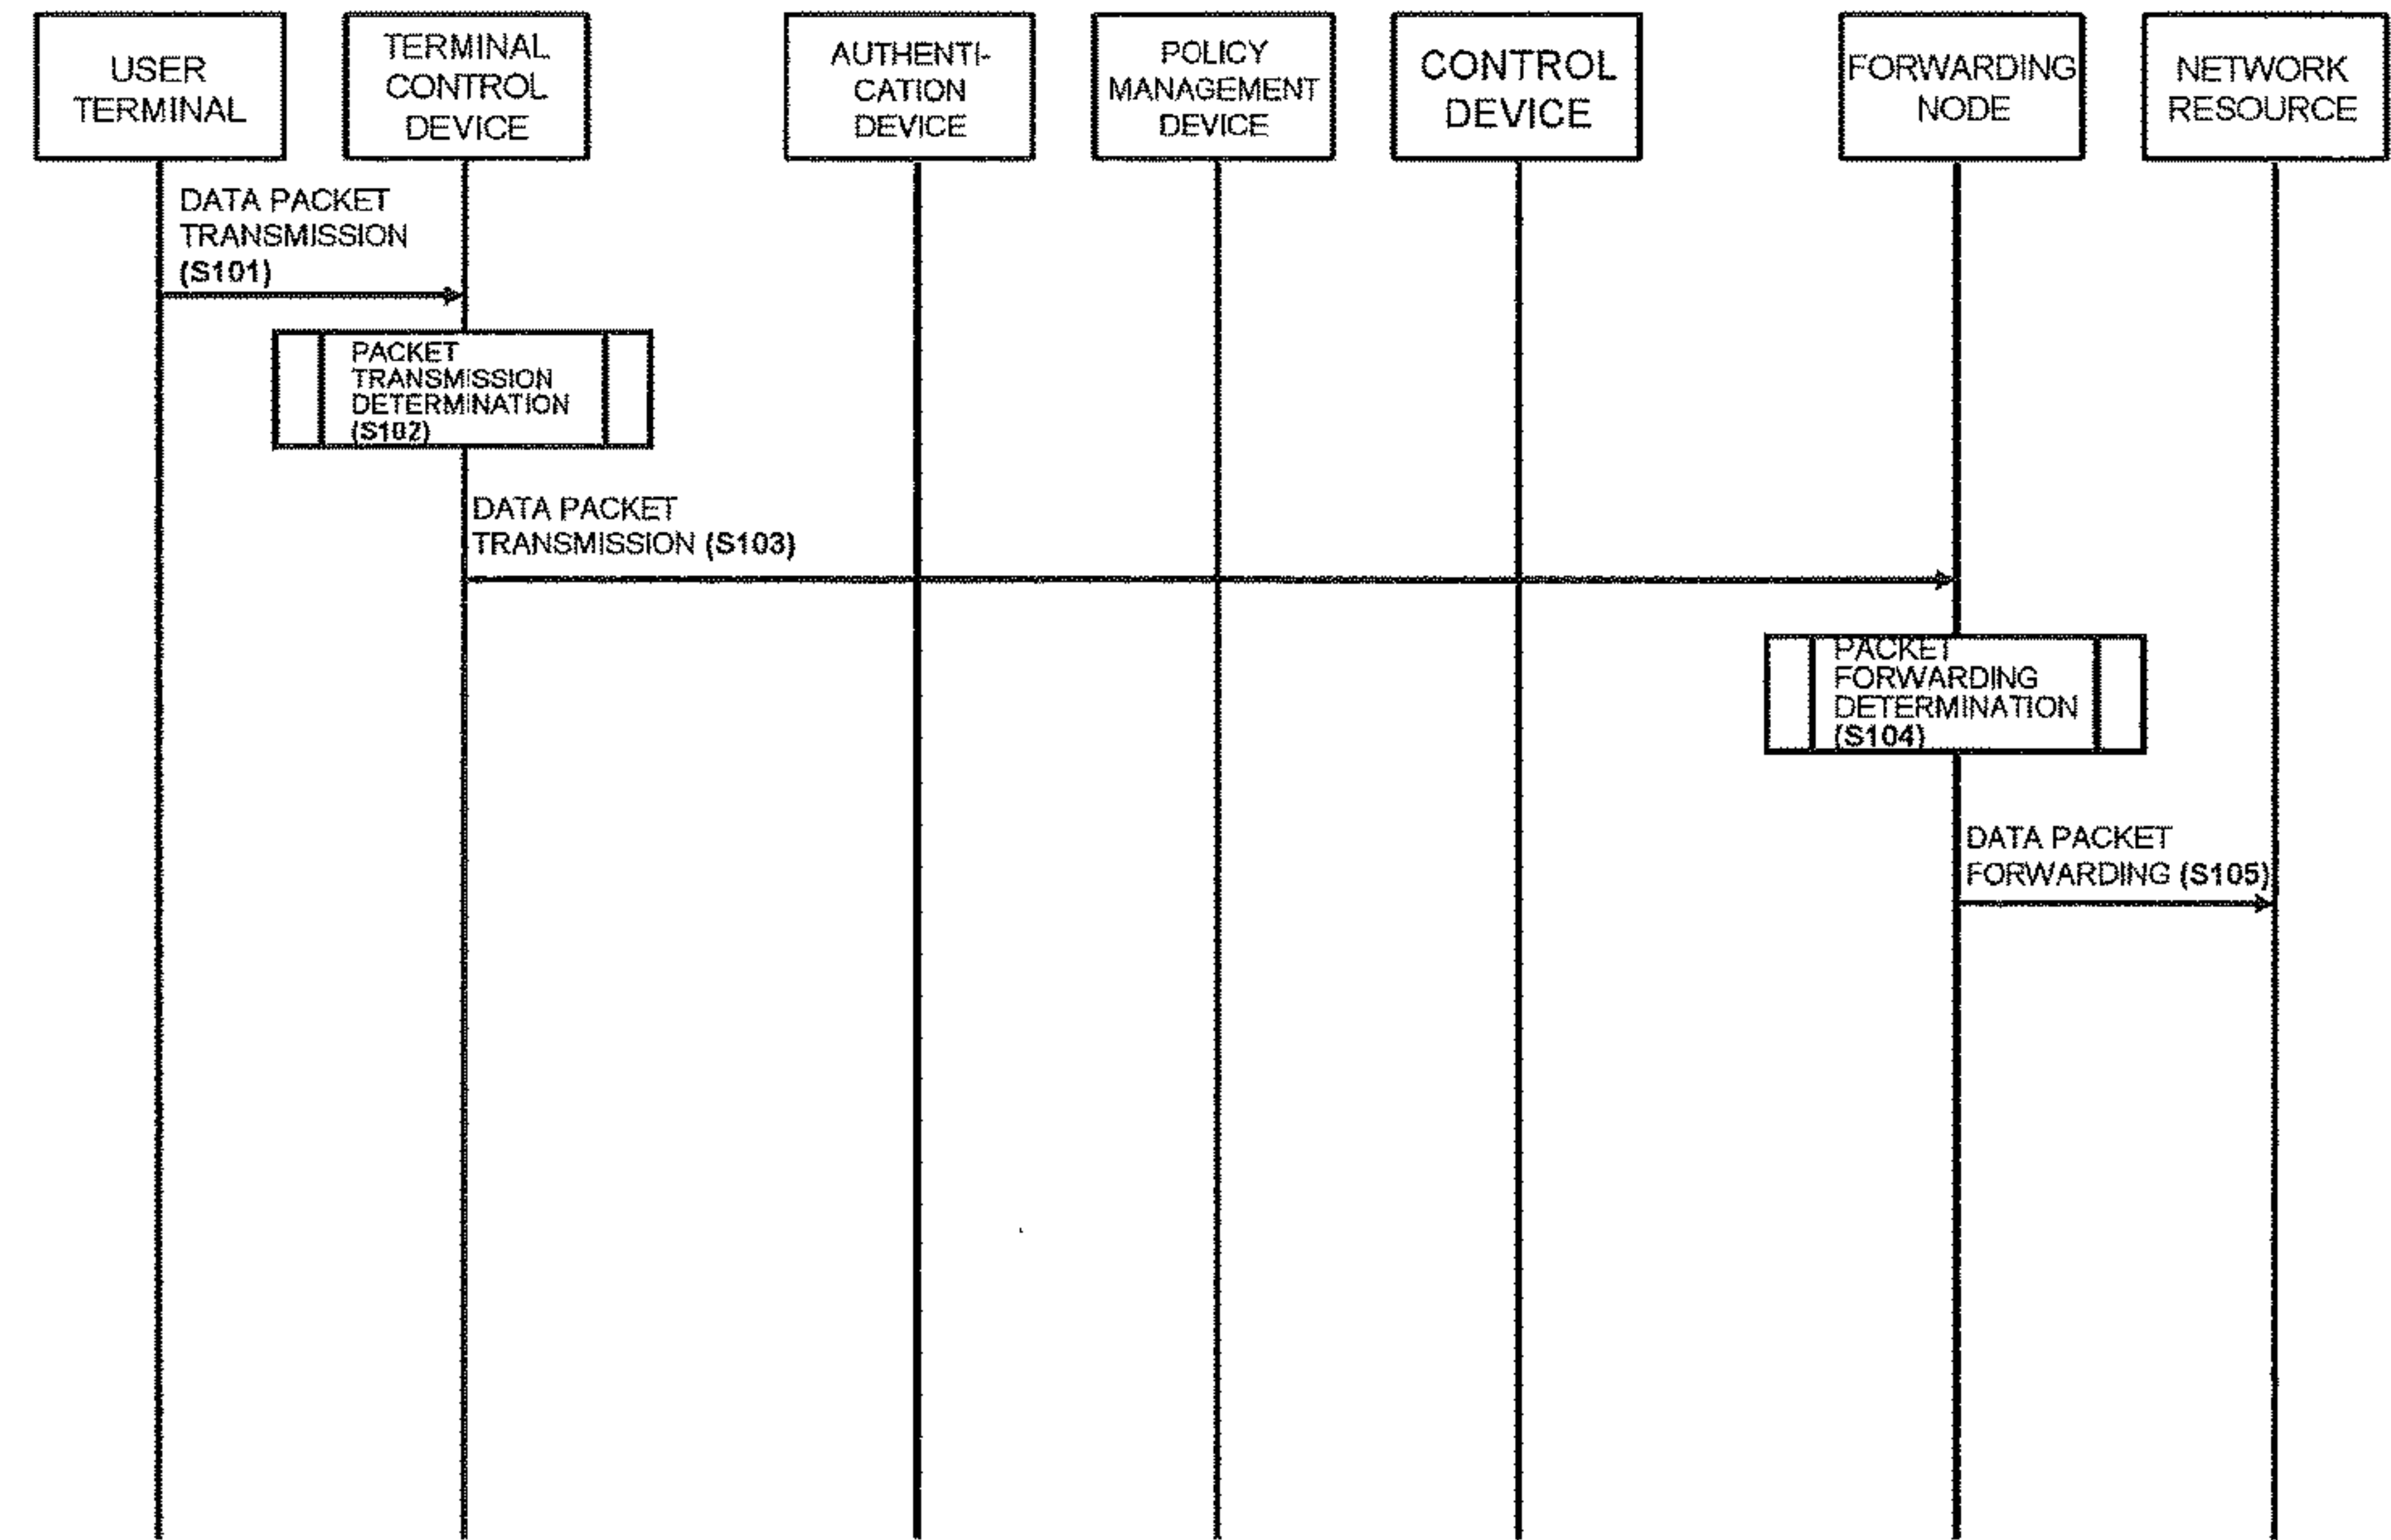 USER
TERMINAL
TERMINAL
CONTROL
DEVICE
AUTHENTI-
CATION
DEVICE
POLICY
MANAGEMENT
DEVICE
CONTROL
DEVICE
FORWARDING
NODE
NETWORK
RESOURCE
DATA PACKET
TRANSMISSION
(S101)
PACKET
TRANSMISSION
DETERMINATION
(S102)
DATA PACKET
TRANSMISSION (S103)
PACKET
FORWARDING
DETERMINATION
(S104)
DATA PACKET
FORWARDING (S105)